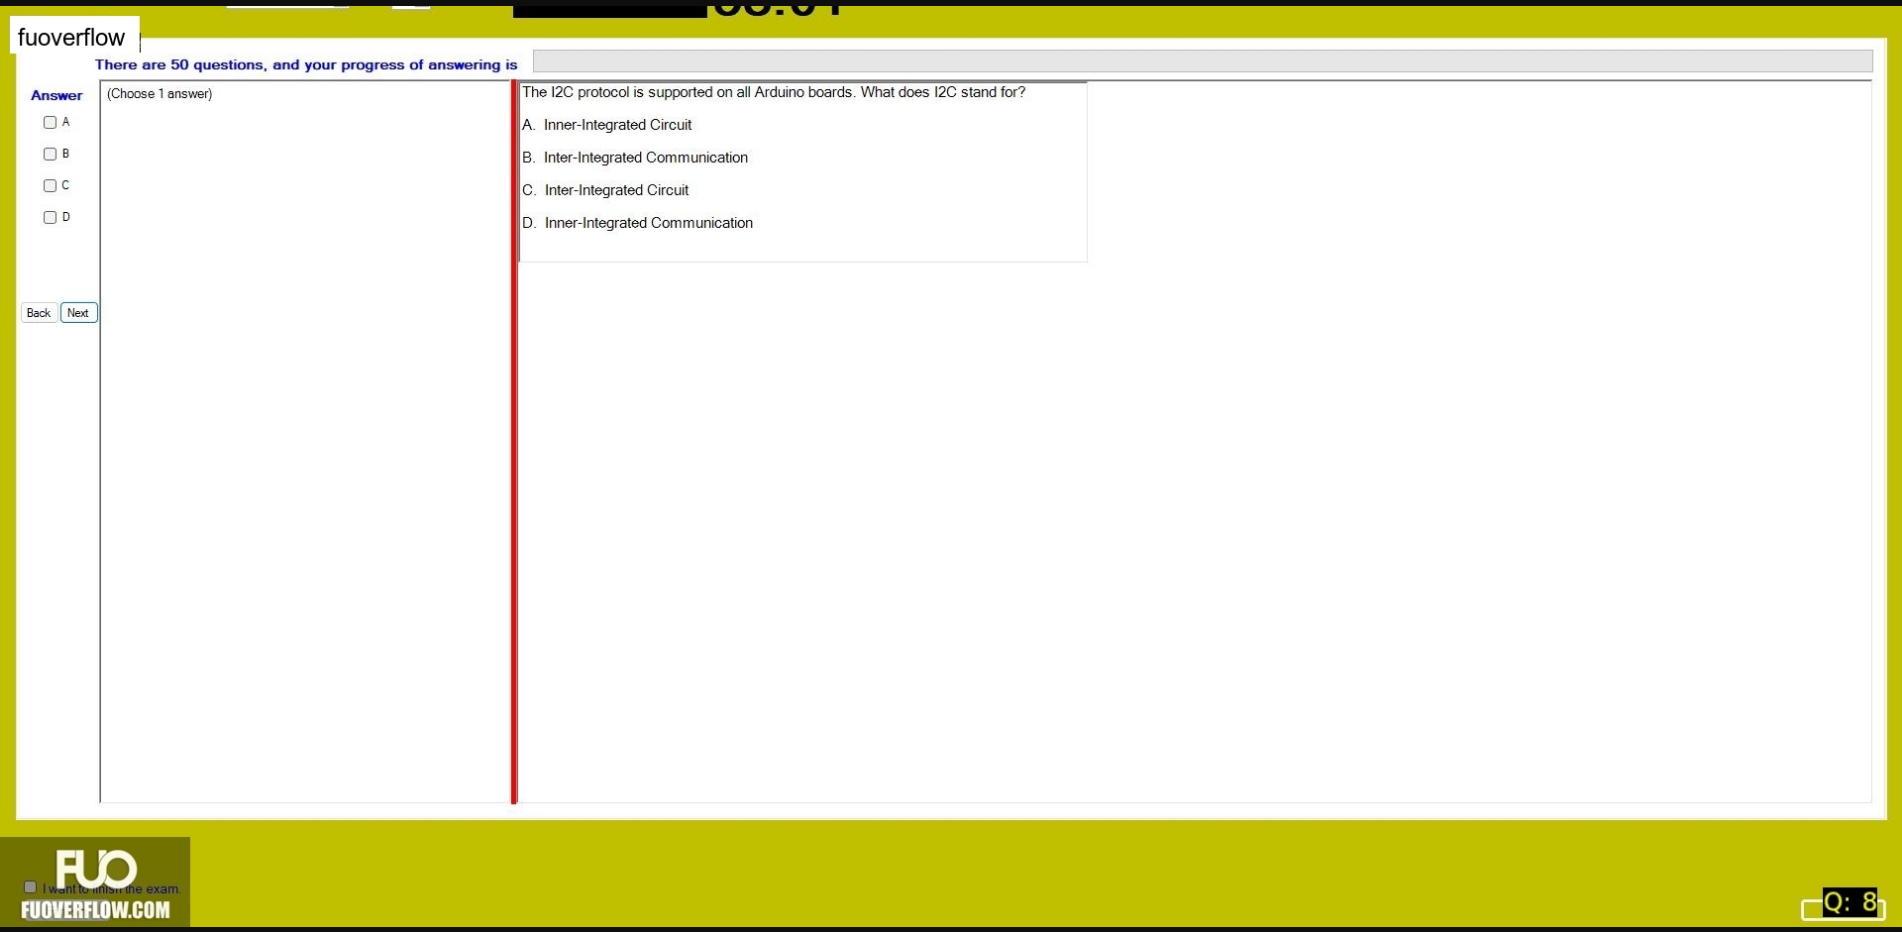 fuoverflow
There are 50 questions, and your progress of answering is
Answer
(Choose 1 answer)
A
B
C
D
Back Next
The I2C protocol is supported on all Arduino boards. What does I2C stand for?
A. Inner-Integrated Circuit
B. Inter-Integrated Communication
C. Inter-Integrated Circuit
D. Inner-Integrated Communication
FUO
I want to finish the exam.
FUOVERFLOW.COM
Q: 8